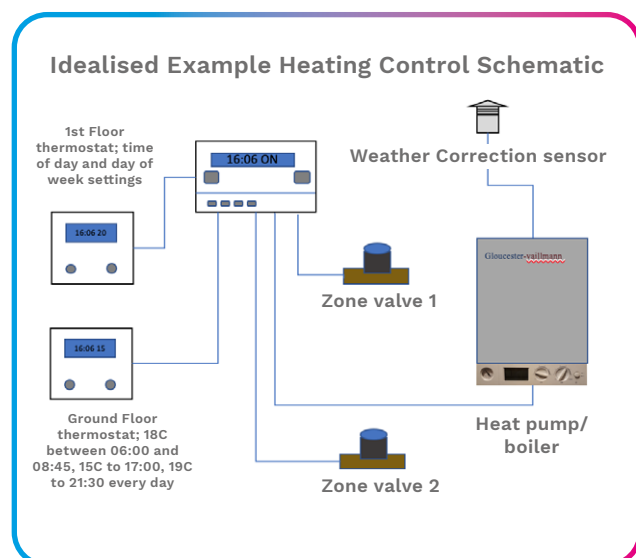 Idealised Example Heating Control Schematic
1st Floor
thermostat; time
of day and day of
week settings
16:06 ON
Weather Correction sensor
16:06 20
Gloucester-vaillmann
Zone valve 1
16:06 15
Ground Floor
thermostat; 18C
between 06:00 and
08:45, 15C to 17:00, 19C
to 21:30 every day
Heat pump/
boiler
Zone valve 2